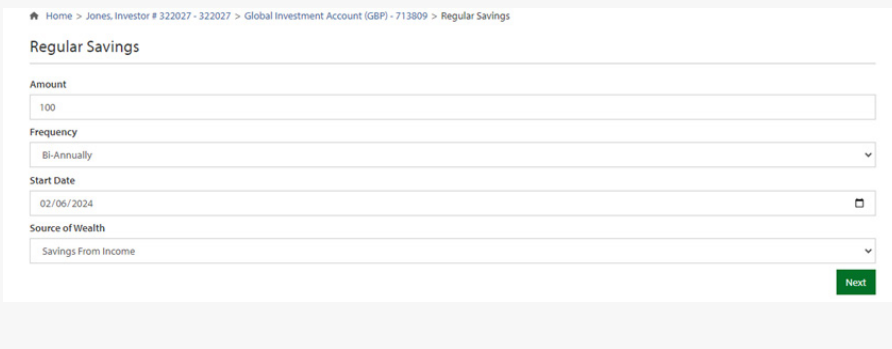 Home > Jones, Investor # 322027 - 322027 > Global Investment Account (GBP) - 713809 > Regular Savings
Regular Savings
Amount
100
Frequency
Bi-Annually
Start Date
02/06/2024
Source of Wealth
Savings From Income
Next